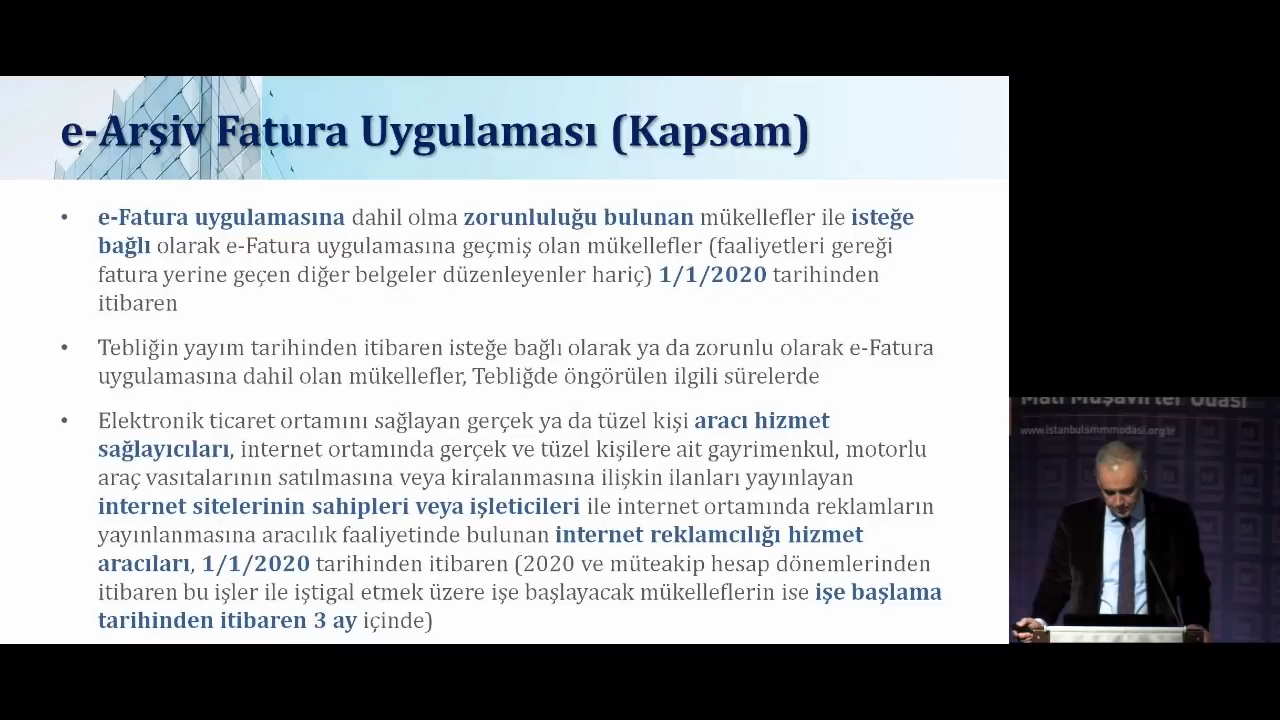 e-Arşiv Fatura Uygulaması (Kapsam)
• e-Fatura uygulamasına dahil olma zorunluluğu bulunan mükellefler ile isteğe
bağlı olarak e-Fatura uygulamasına geçmiş olan mükellefler (faaliyetleri gereği
fatura yerine geçen diğer belgeler düzenleyenler hariç) 1/1/2020 tarihinden
itibaren
• Tebliğin yayım tarihinden itibaren isteğe bağlı olarak ya da zorunlu olarak e-Fatura
uygulamasına dahil olan mükellefler, Tebliğde öngörülen ilgili sürelerde
• Elektronik ticaret ortamını sağlayan gerçek ya da tüzel kişi aracı hizmet
sağlayıcıları, internet ortamında gerçek ve tüzel kişilere ait gayrimenkul, motorlu
araç vasıtalarının satılmasına veya kiralanmasına ilişkin ilanları yayınlayan
internet sitelerinin sahipleri veya işleticileri ile internet ortamında reklamların
yayınlanmasına aracılık faaliyetinde bulunan internet reklamcılığı hizmet
aracıları, 1/1/2020 tarihinden itibaren (2020 ve müteakip hesap dönemlerinden
itibaren bu işler ile iştigal etmek üzere işe başlayacak mükelleflerin ise işe başlama
tarihinden itibaren 3 ay içinde)
Mali Müşavirler Odası
www.istanbulsmmmodasi.org.tr